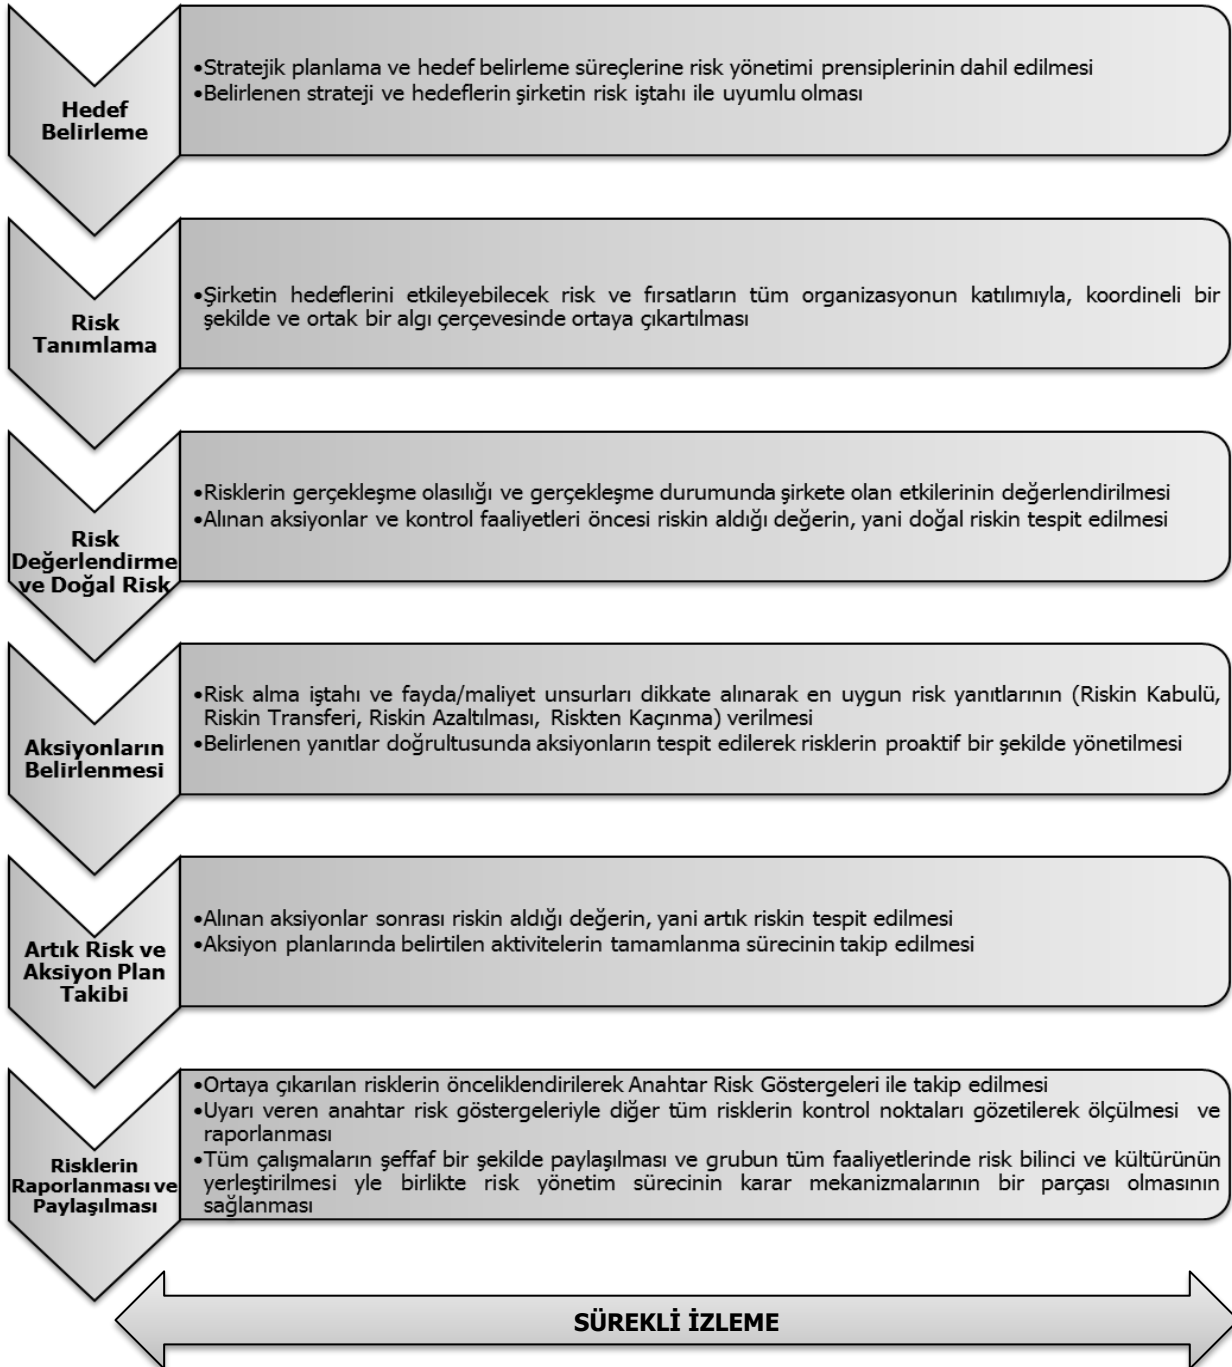 Hedef
Belirleme
•Stratejik planlama ve hedef belirleme süreçlerine risk yönetimi prensiplerinin dahil edilmesi
•Belirlenen strateji ve hedeflerin şirketin risk iştahı ile uyumlu olması
Risk
Tanımlama
•Şirketin hedeflerini etkileyebilecek risk ve fırsatların tüm organizasyonun katılımıyla, koordineli bir
şekilde ve ortak bir algı çerçevesinde ortaya çıkartılması
Risk
Değerlendirme
ve Doğal Risk
•Risklerin gerçekleşme olasılığı ve gerçekleşme durumunda şirkete olan etkilerinin değerlendirilmesi
•Alınan aksiyonlar ve kontrol faaliyetleri öncesi riskin aldığı değerin, yani doğal riskin tespit edilmesi
Aksiyonların
Belirlenmesi
•Risk alma iştahı ve fayda/maliyet unsurları dikkate alınarak en uygun risk yanıtlarının (Riskin Kabulü,
Riskin Transferi, Riskin Azaltılması, Riskten Kaçınma) verilmesi
•Belirlenen yanıtlar doğrultusunda aksiyonların tespit edilerek risklerin proaktif bir şekilde yönetilmesi
Artık Risk ve
Aksiyon Plan
Takibi
•Alınan aksiyonlar sonrası riskin aldığı değerin, yani artık riskin tespit edilmesi
•Aksiyon planlarında belirtilen aktivitelerin tamamlanma sürecinin takip edilmesi
Risklerin
Raporlanması ve
Paylaşılması
•Ortaya çıkarılan risklerin önceliklendirilerek Anahtar Risk Göstergeleri ile takip edilmesi
•Uyarı veren anahtar risk göstergeleriyle diğer tüm risklerin kontrol noktaları gözetilerek ölçülmesi ve
raporlanması
•Tüm çalışmaların şeffaf bir şekilde paylaşılması ve grubun tüm faaliyetlerinde risk bilinci ve kültürünün
yerleştirilmesi yle birlikte risk yönetim sürecinin karar mekanizmalarının bir parçası olmasının
sağlanması
SÜREKLİ İZLEME